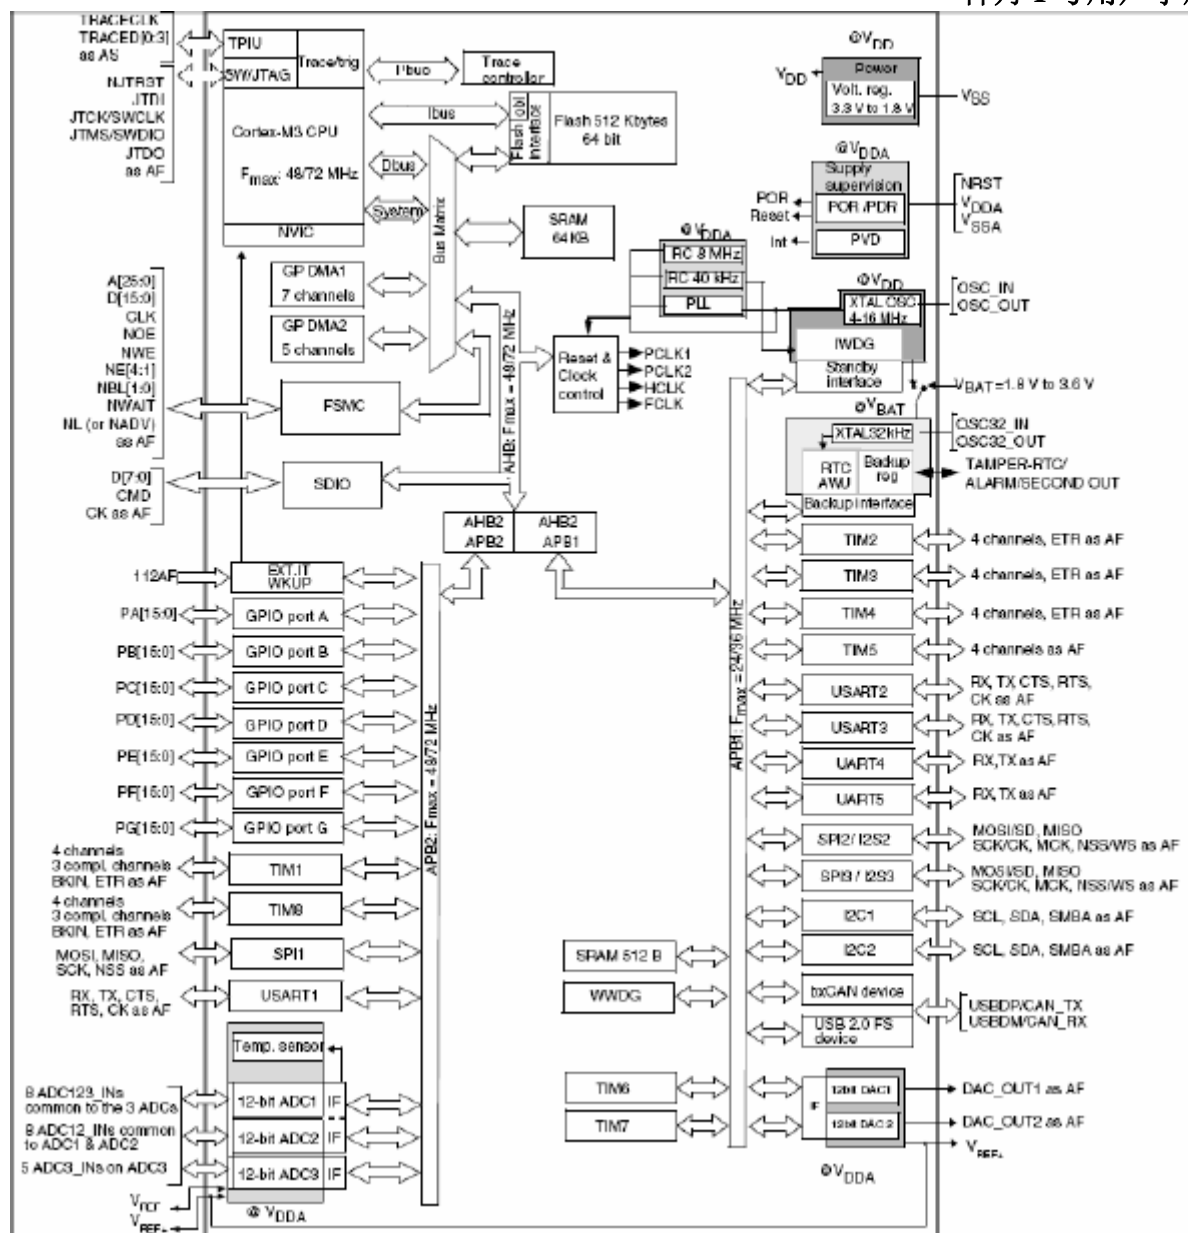 TRACECLK
TRACED[0:3]
as AS
NJTRST
JTDI
JTCK/SWCLK
JTMS/SWDIO
JTDO
as AF
TPIU
SW/JTAG
Trace/trig
Cortex-M3 CPU
Fmax: 48/72 MHz
NVIC
Ibus
Dbus
System
Trace
controller
Flash obl
Interface
Flash 512 Kbytes
64 bit
Bus Matrix
SRAM
64KB
GP DMA1
7 channels
GP DMA2
5 channels
A[25:0]
D[15:0]
CLK
NOE
NWE
NE[4:1]
NBL[1:0]
NWAIT
NL (or NADV)
as AF
FSMC
D[7:0]
CMD
CK as AF
SDIO
AHB: Fmax = 48/72 MHz
@VDD
Power
VDD
Volt. reg.
3.3 V to 1.8 V
VSS
@VDDA
Supply
supervision
POR
Reset
POR /PDR
Int
PVD
NRST
VDDA
VSSA
@VDDA
RC 8 MHz
RC 40 kHz
PLL
@VDD
XTAL OSC
4-16 MHz
OSC_IN
OSC_OUT
IWDG
Standby
interface
Reset &
Clock
control
PCLK1
PCLK2
HCLK
FCLK
VBAT=1.8 V to 3.6 V
@VBAT
XTAL32kHz
OSC32_IN
OSC32_OUT
RTC
AWU
Backup
reg
TAMPER-RTC/
ALARM/SECOND OUT
Backup interface
AHB2
APB2
AHB2
APB1
112AF
EXT.IT
WKUP
PA[15:0]
GPIO port A
PB[15:0]
GPIO port B
PC[15:0]
GPIO port C
PD[15:0]
GPIO port D
PE[15:0]
GPIO port E
PF[15:0]
GPIO port F
PG[15:0]
GPIO port G
4 channels
3 compl. channels
BKIN, ETR as AF
TIM1
4 channels
3 compl. channels
BKIN, ETR as AF
TIM8
MOSI, MISO,
SCK, NSS as AF
SPI1
RX, TX, CTS,
RTS, CK as AF
USART1
Temp. sensor
8 ADC123_INs
common to the 3 ADCs
12-bit ADC1 IF
8 ADC12_INs common
to ADC1 & ADC2
12-bit ADC2 IF
5 ADC3_INs on ADC3
12-bit ADC3 IF
VREF-
VREF+
@ VDDA
APB2: Fmax = 48/72 MHz
APB1: Fmax = 24/36 MHz
TIM2
4 channels, ETR as AF
TIM3
4 channels, ETR as AF
TIM4
4 channels, ETR as AF
TIM5
4 channels as AF
USART2
RX, TX, CTS, RTS,
CK as AF
USART3
RX, TX, CTS, RTS,
CK as AF
UART4
RX,TX as AF
UART5
RX, TX as AF
SPI2 / I2S2
MOSI/SD, MISO
SCK/CK, MCK, NSS/WS as AF
SPI3 / I2S3
MOSI/SD, MISO
SCK/CK, MCK, NSS/WS as AF
I2C1
SCL, SDA, SMBA as AF
I2C2
SCL, SDA, SMBA as AF
SRAM 512 B
WWDG
bxCAN device
USB 2.0 FS
device
USBDP/CAN_TX
USBDM/CAN_RX
TIM6
TIM7
IF
12bit DAC1
DAC_OUT1 as AF
12bit DAC 2
DAC_OUT2 as AF
VREF+
@VDDA